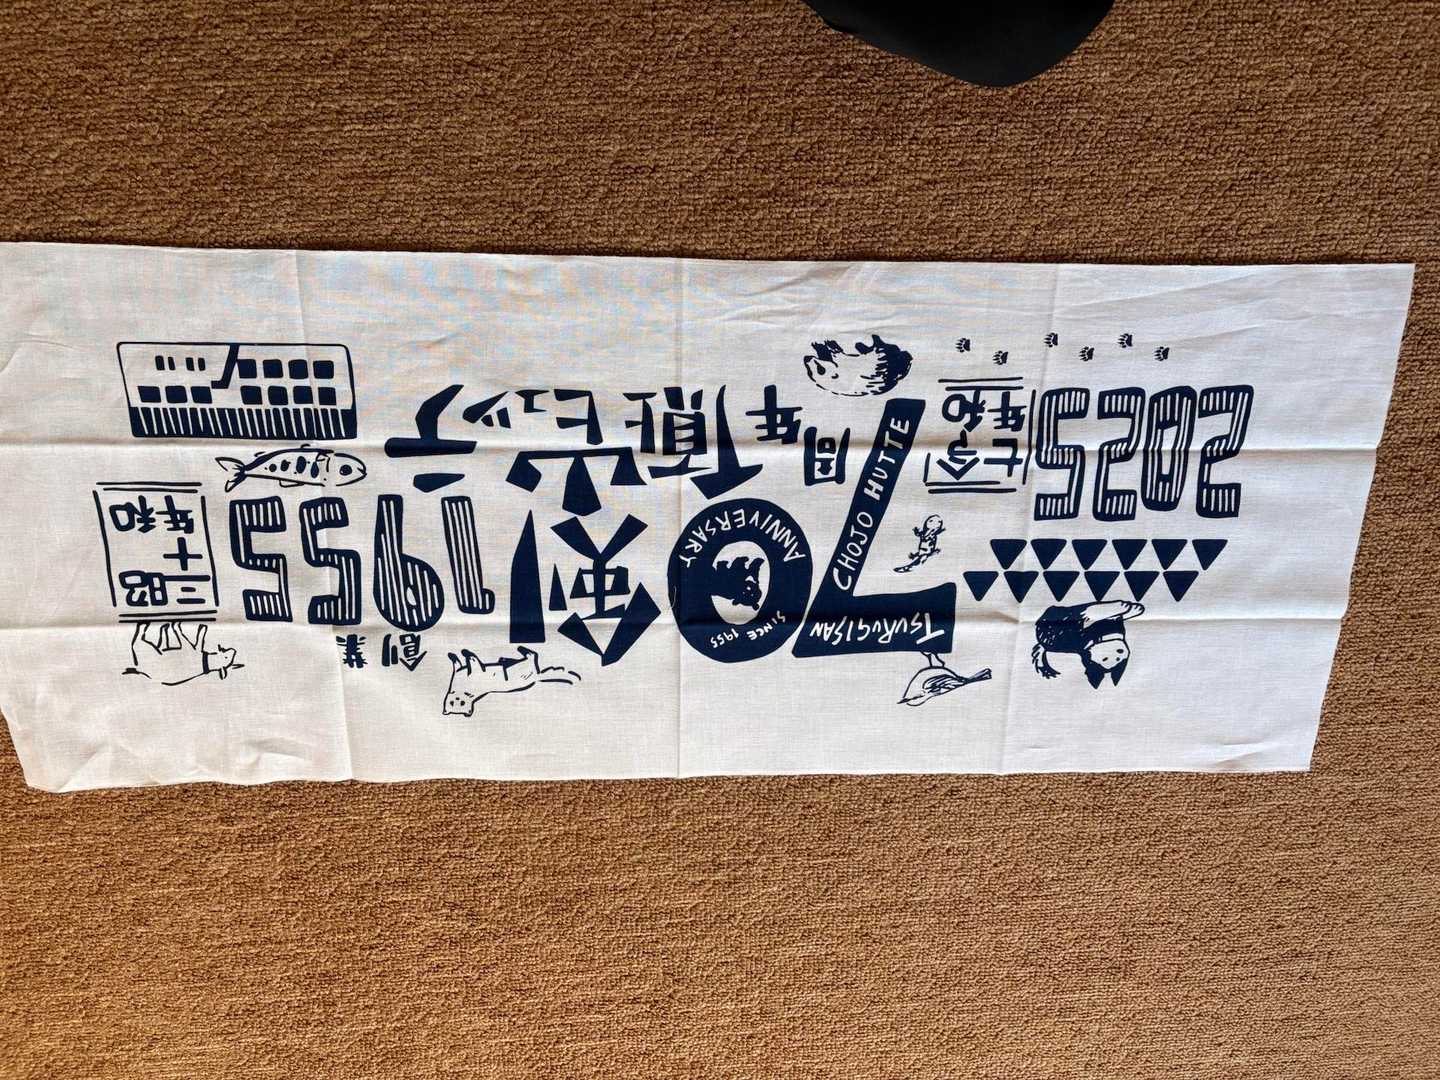 2025
令和
七年
70
TSURUGISAN
CHOJO HUTTE
SINCE 1955
ANNIVERSARY
周年
剣山
頂上ヒュッテ
創業
1955
昭和
三十年